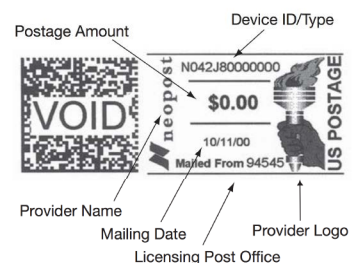 Device ID/Type
Postage Amount
N042J80000000
VOID
neopost
$0.00
US POSTAGE
10/11/00
Mailed From 94545
Provider Name
Mailing Date
Provider Logo
Licensing Post Office